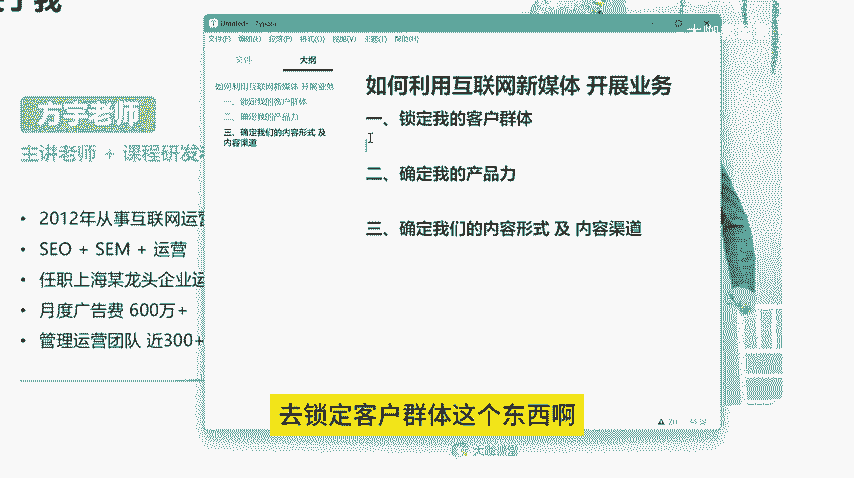 Untitled - Typora
文件(F) 编辑(E) 段落(P) 格式(O) 视图(V) 主题(T) 帮助(H)
文件 大纲
如何利用互联网新媒体 开展业务
一、锁定我的客户群体
二、确定我的产品力
三、确定我们的内容形式 及
内容渠道
如何利用互联网新媒体 开展业务
一、锁定我的客户群体
二、确定我的产品力
三、确定我们的内容形式 及 内容渠道
方宇老师
主讲老师 + 课程研发
2012年从事互联网运营
SEO + SEM + 运营
任职上海某龙头企业运
月度广告费 600万+
管理运营团队 近300+
去锁定客户群体这个东西啊